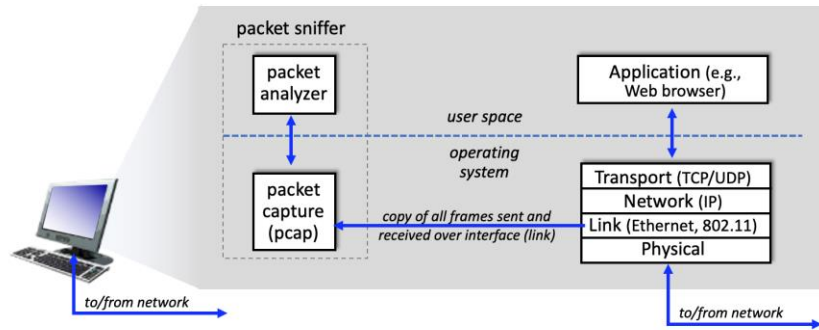 packet sniffer
packet
analyzer
Application (e.g.,
Web browser)
user space
operating
system
packet
capture
(pcap)
copy of all frames sent and
received over interface (link)
Transport (TCP/UDP)
Network (IP)
Link (Ethernet, 802.11)
Physical
to/from network
to/from network